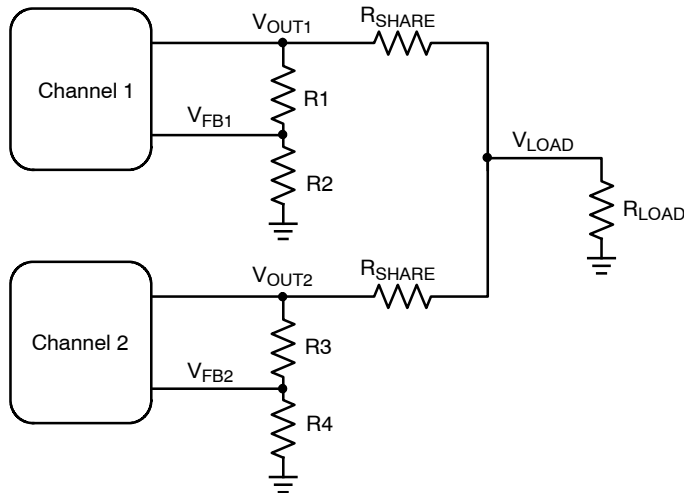 V_OUT1
R_SHARE
Channel 1
R1
V_FB1
V_LOAD
R2
R_LOAD
V_OUT2
R_SHARE
Channel 2
R3
V_FB2
R4